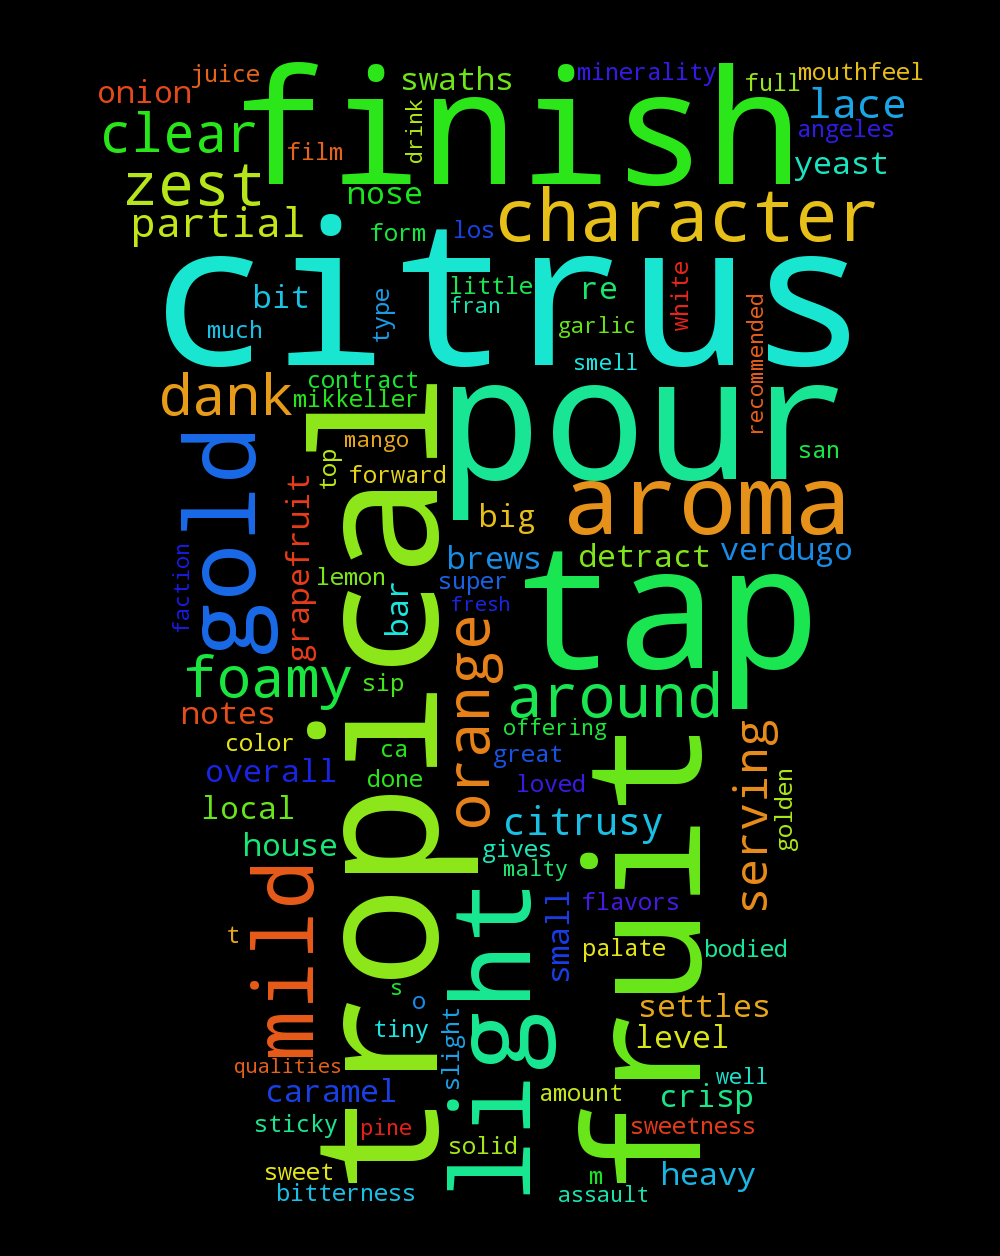 finish
juice
onion
swaths
minerality
full
mouthfeel
lace
clear
film
drink
angeles
yeast
zest
nose
partial
form
los
character
citrus
bit
much
type
little
fran
re
garlic
white
smell
recommended
dank
contract
mikkeller
pour
gold
tropical
mango
top
forward
san
aroma
big
grapefruit
brews
detract
verdugo
faction
lemon
bar
super
fresh
tap
foamy
sip
orange
around
notes
color
offering
great
overall
ca
done
loved
local
citrusy
serving
golden
house
gives
malty
fruit
mild
light
small
flavors
t
palate
bodied
s
o
tiny
slight
settles
level
qualities
caramel
amount
well
crisp
sticky
pine
solid
sweetness
sweet
bitterness
m
assault
heavy